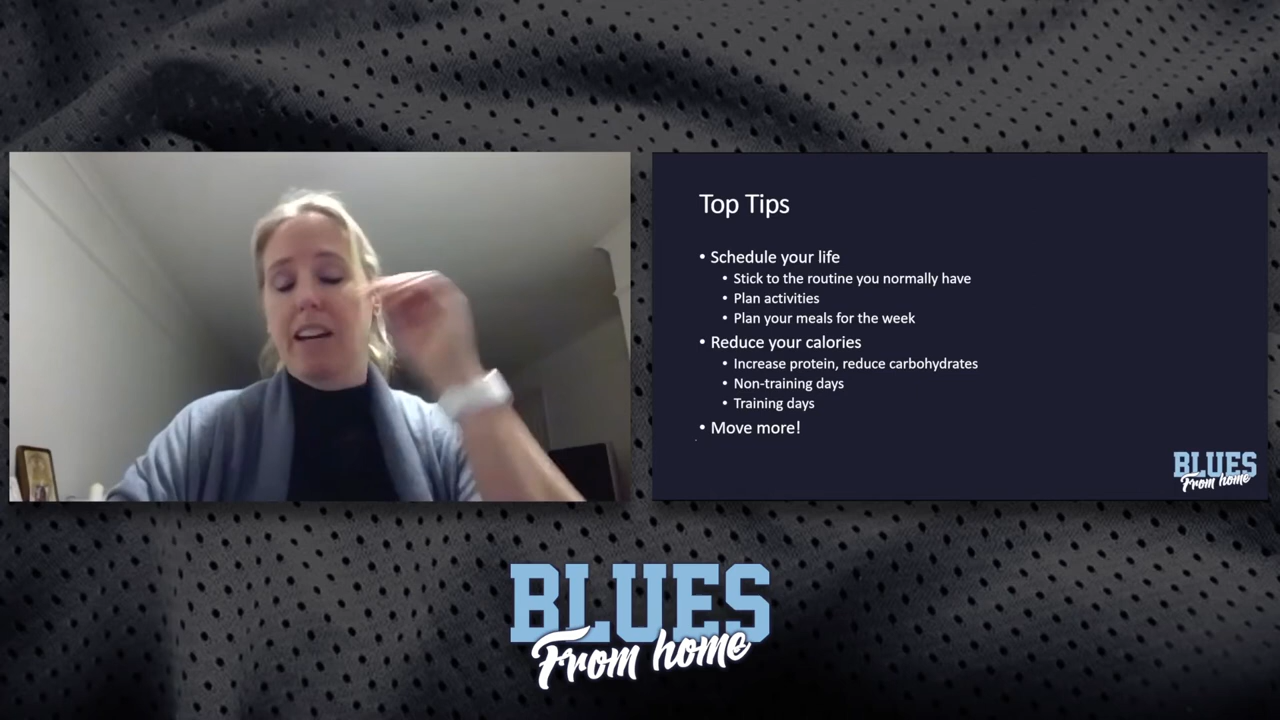 Top Tips
• Schedule your life
• Stick to the routine you normally have
• Plan activities
• Plan your meals for the week
• Reduce your calories
• Increase protein, reduce carbohydrates
• Non-training days
• Training days
• Move more!
BLUES
From home
BLUES
From home